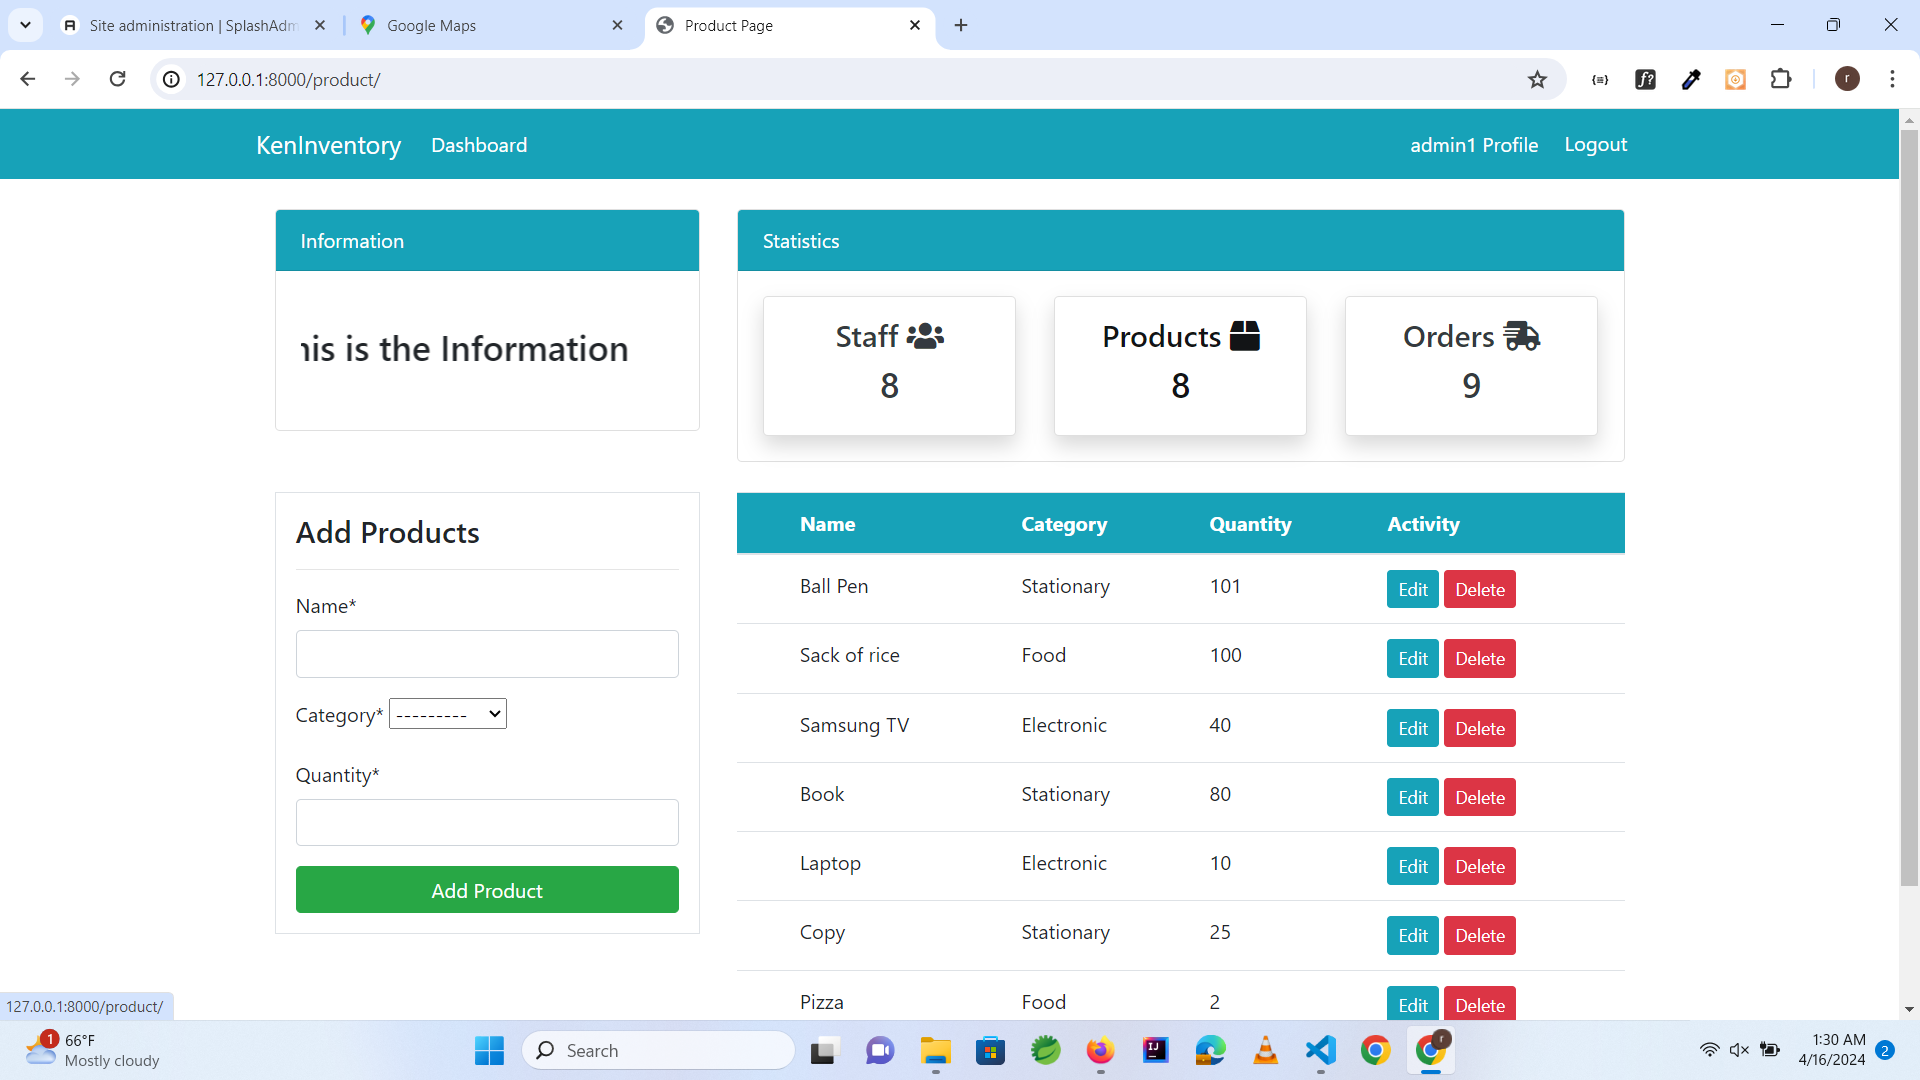 Site administration | SplashAdm
Google Maps
Product Page
127.0.0.1:8000/product/
r
KenInventory Dashboard admin1 Profile Logout
Information
his is the Information
Statistics
Staff
8
Products
8
Orders
9
Add Products
Name*
Category* ---------
Quantity*
Add Product
Name Category Quantity Activity
Ball Pen Stationary 101 Edit Delete
Sack of rice Food 100 Edit Delete
Samsung TV Electronic 40 Edit Delete
Book Stationary 80 Edit Delete
Laptop Electronic 10 Edit Delete
Copy Stationary 25 Edit Delete
Pizza Food 2 Edit Delete
127.0.0.1:8000/product/
1
66°F
Mostly cloudy
Search
IJ
r
1:30 AM
4/16/2024
2